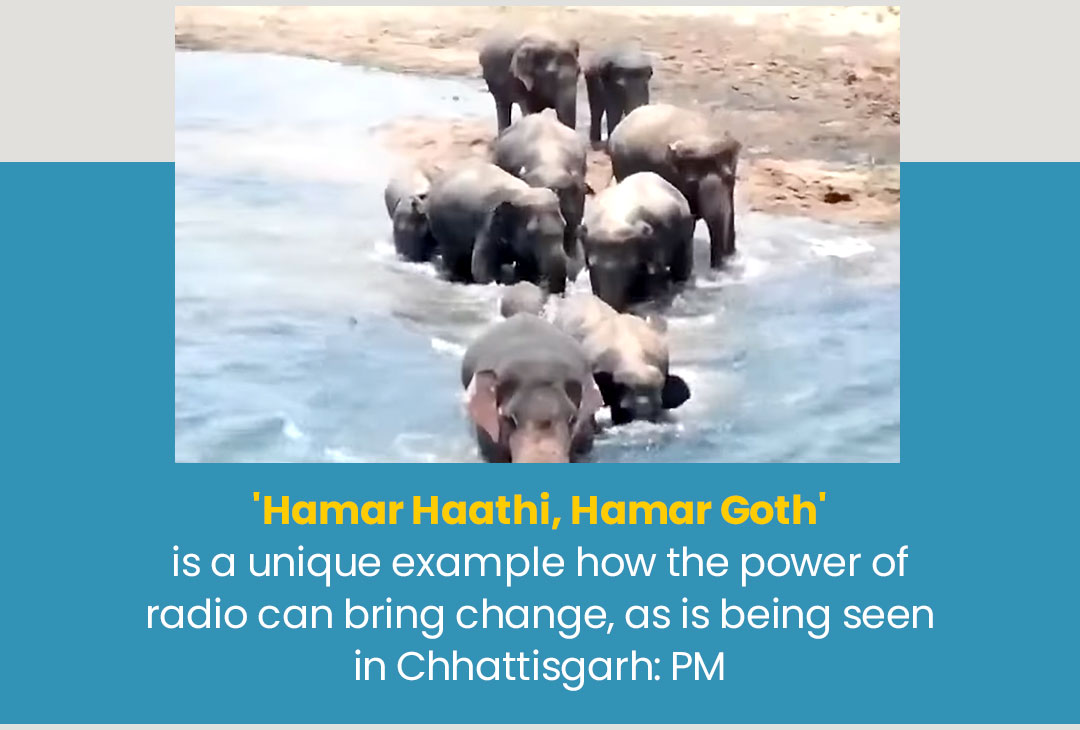 'Hamar Haathi, Hamar Goth'
is a unique example how the power of
radio can bring change, as is being seen
in Chhattisgarh: PM